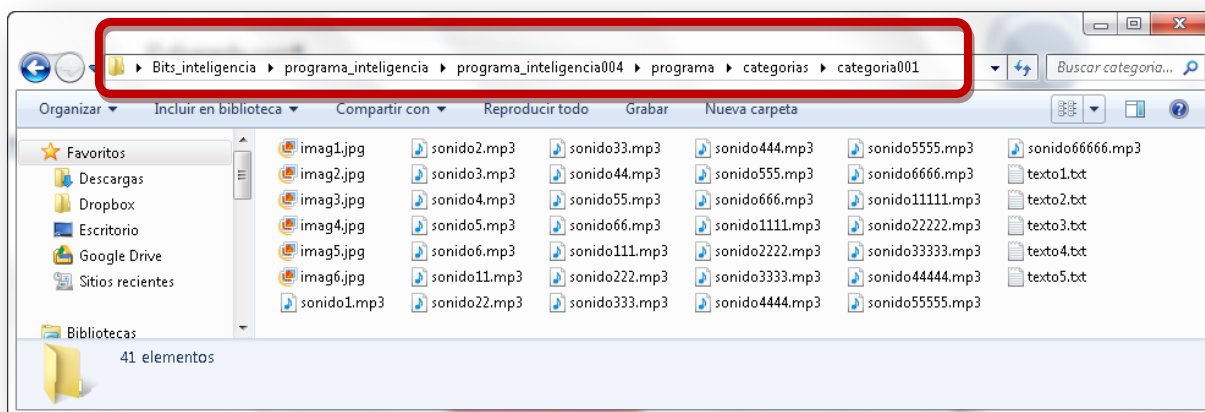 Bits_inteligencia ▸ programa_inteligencia ▸ programa_inteligencia004 ▸ programa ▸ categorias ▸ categoria001
Buscar categoria...
Organizar Incluir en biblioteca Compartir con Reproducir todo Grabar Nueva carpeta
Favoritos
Descargas
Dropbox
Escritorio
Google Drive
Sitios recientes
Bibliotecas
imag1.jpg sonido2.mp3 sonido33.mp3 sonido444.mp3 sonido5555.mp3 sonido66666.mp3
imag2.jpg sonido3.mp3 sonido44.mp3 sonido555.mp3 sonido6666.mp3 texto1.txt
imag3.jpg sonido4.mp3 sonido55.mp3 sonido666.mp3 sonido11111.mp3 texto2.txt
imag4.jpg sonido5.mp3 sonido66.mp3 sonido1111.mp3 sonido22222.mp3 texto3.txt
imag5.jpg sonido6.mp3 sonido111.mp3 sonido2222.mp3 sonido33333.mp3 texto4.txt
imag6.jpg sonido11.mp3 sonido222.mp3 sonido3333.mp3 sonido44444.mp3 texto5.txt
sonido1.mp3 sonido22.mp3 sonido333.mp3 sonido4444.mp3 sonido55555.mp3
41 elementos